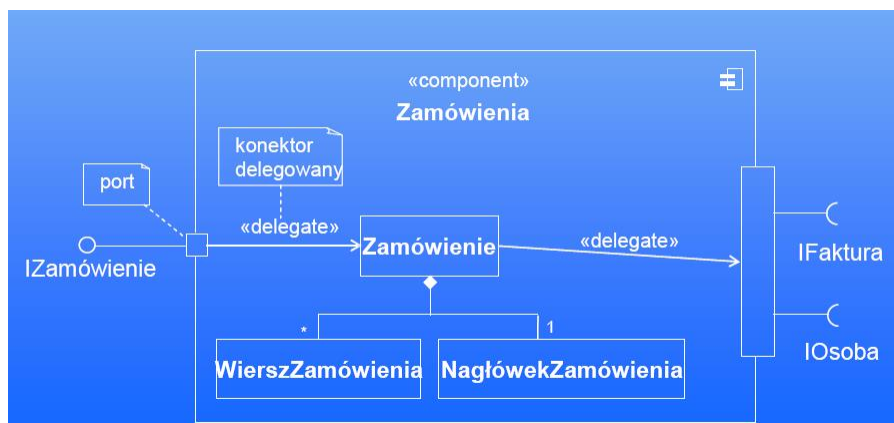 «component»
Zamówienia
konektor
delegowany
port
«delegate»
Zamówienie
«delegate»
IZamówienie
IFaktura
*
1
WierszZamówienia
NagłówekZamówienia
IOsoba